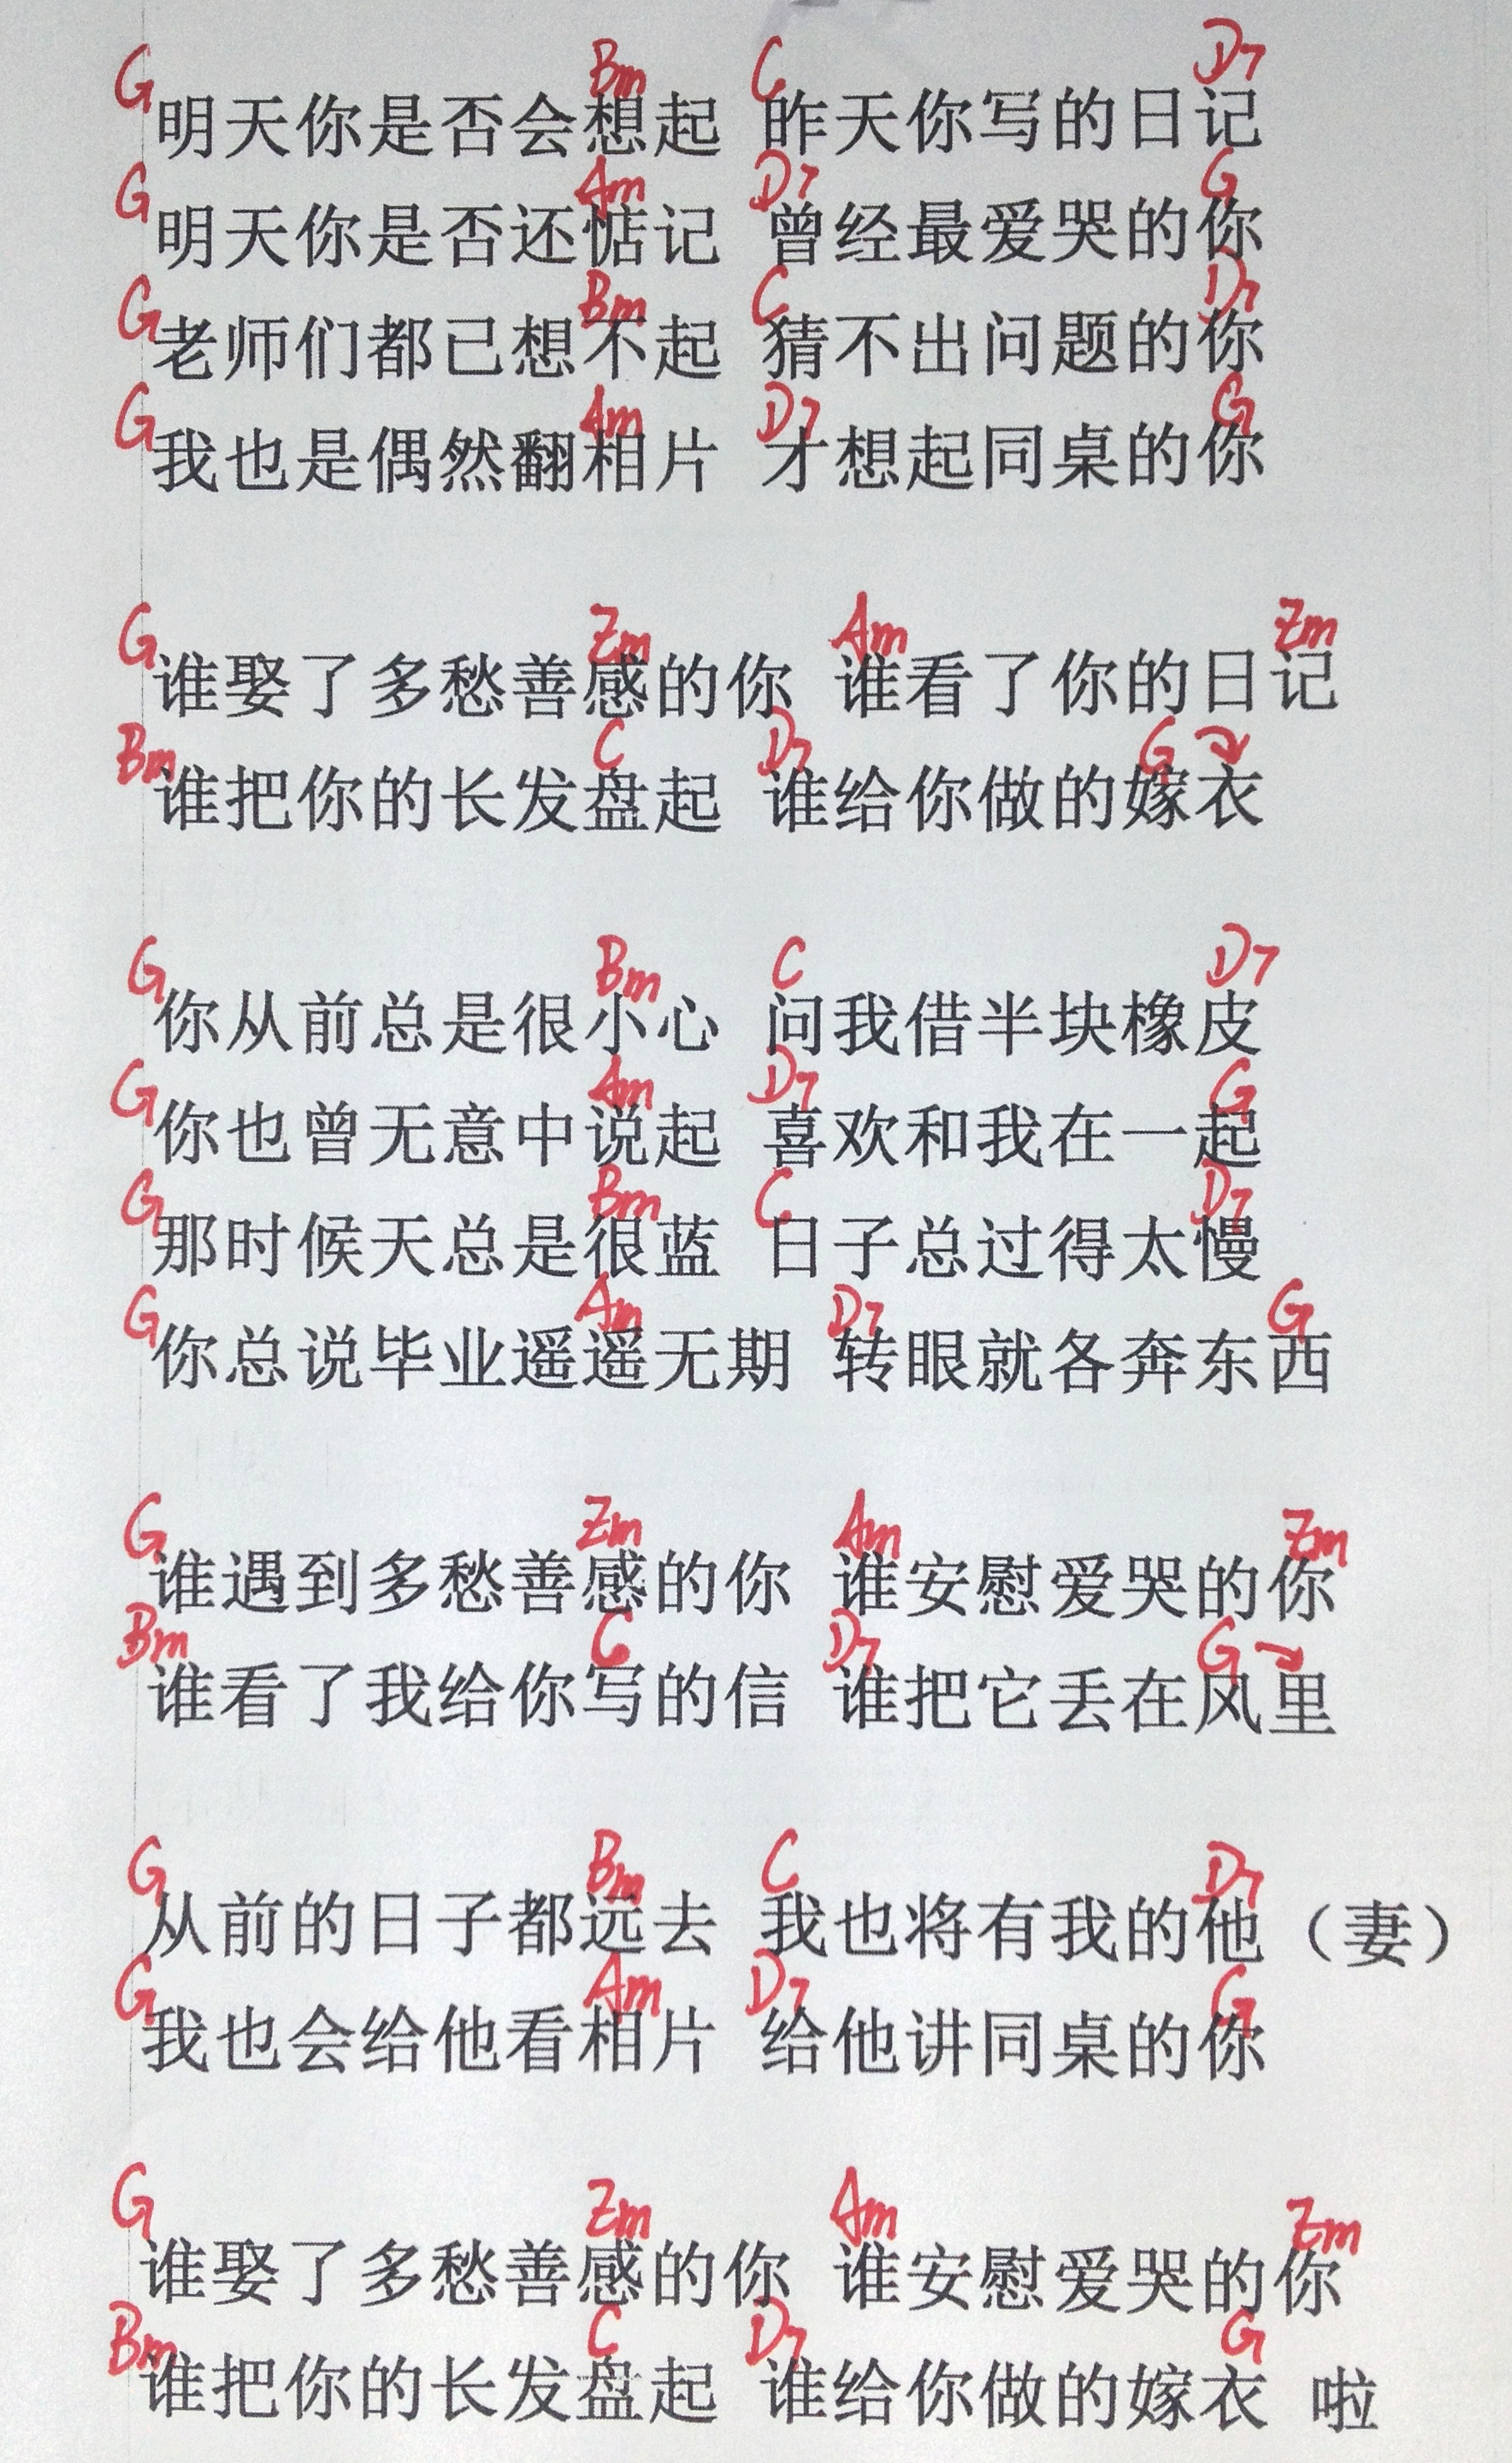 G Bm C D7
明天你是否会想起 昨天你写的日记
G Am D7 G
明天你是否还惦记 曾经最爱哭的你
G Bm C D7
老师们都已想不起 猜不出问题的你
G Am D7 G
我也是偶然翻相片 才想起同桌的你
G Em Am Em
谁娶了多愁善感的你 谁看了你的日记
Bm C D7 G
谁把你的长发盘起 谁给你做的嫁衣
G Bm C D7
你从前总是很小心 问我借半块橡皮
G Am D7 G
你也曾无意中说起 喜欢和我在一起
G Bm C D7
那时候天总是很蓝 日子总过得太慢
G Am D7 G
你总说毕业遥遥无期 转眼就各奔东西
G Em Am Em
谁遇到多愁善感的你 谁安慰爱哭的你
Bm C D7 G
谁看了我给你写的信 谁把它丢在风里
G Bm C D7
从前的日子都远去 我也将有我的他（妻）
G Am D7 G
我也会给他看相片 给他讲同桌的你
G Em Am Em
谁娶了多愁善感的你 谁安慰爱哭的你
Bm C D7 G
谁把你的长发盘起 谁给你做的嫁衣 啦